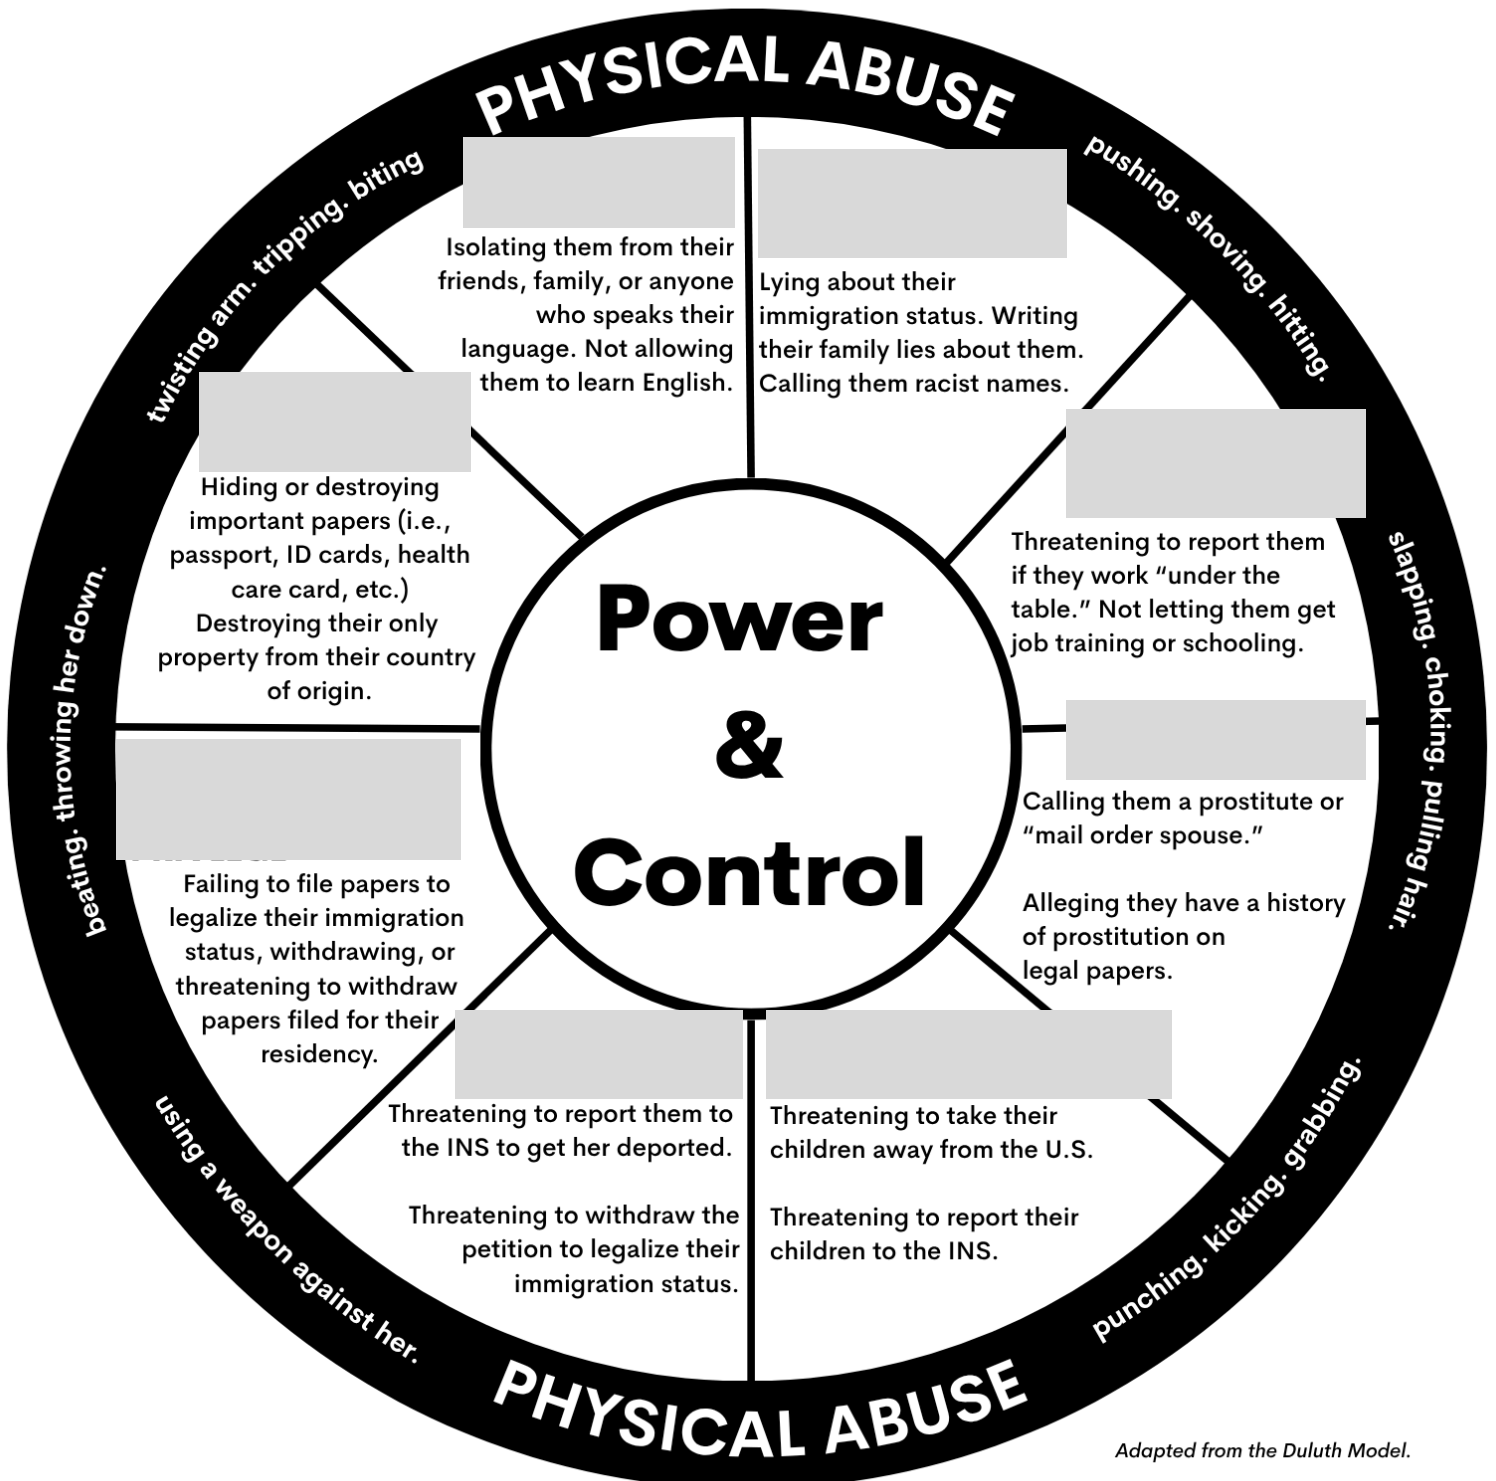 PHYSICAL ABUSE
pushing. shoving. hitting.
slapping. choking. pulling hair.
punching. kicking. grabbing.
PHYSICAL ABUSE
using a weapon against her.
beating. throwing her down.
twisting arm. tripping. biting
Isolating them from their
friends, family, or anyone
who speaks their
language. Not allowing
them to learn English.
Lying about their
immigration status. Writing
their family lies about them.
Calling them racist names.
Threatening to report them
if they work “under the
table.” Not letting them get
job training or schooling.
Calling them a prostitute or
“mail order spouse.”
Alleging they have a history
of prostitution on
legal papers.
Threatening to take their
children away from the U.S.
Threatening to report their
children to the INS.
Threatening to report them to
the INS to get her deported.
Threatening to withdraw the
petition to legalize their
immigration status.
Failing to file papers to
legalize their immigration
status, withdrawing, or
threatening to withdraw
papers filed for their
residency.
Hiding or destroying
important papers (i.e.,
passport, ID cards, health
care card, etc.)
Destroying their only
property from their country
of origin.
Power
&
Control
Adapted from the Duluth Model.